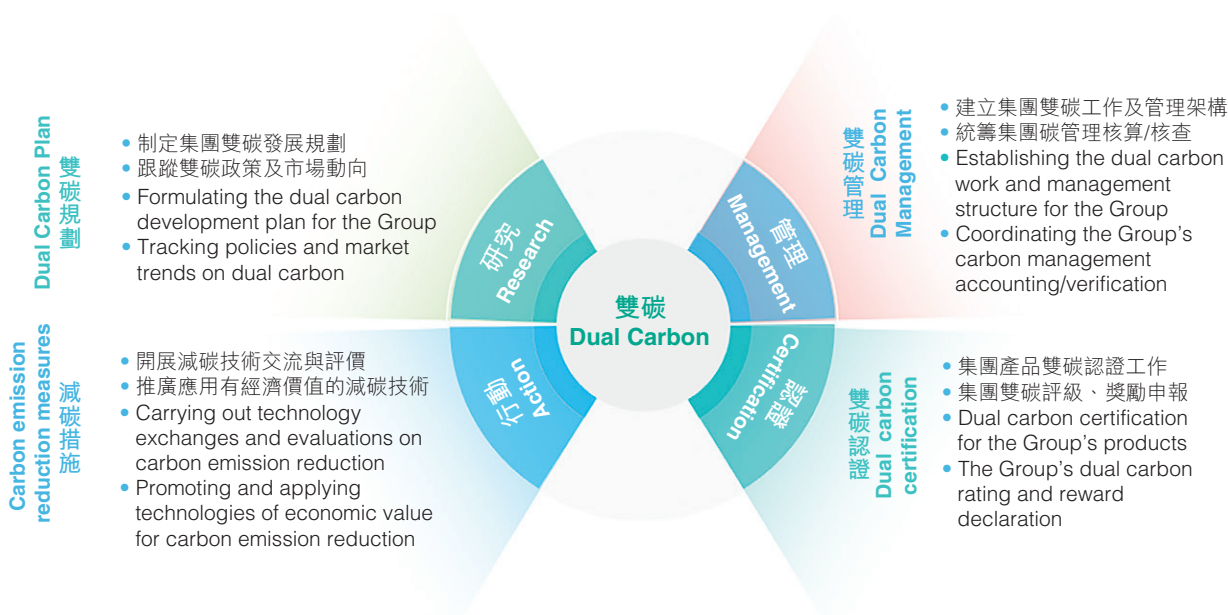 Dual Carbon Plan
雙碳規劃
• 制定集團雙碳發展規劃
• 跟蹤雙碳政策及市場動向
• Formulating the dual carbon
development plan for the Group
• Tracking policies and market
trends on dual carbon
研究
Research
管理
Management
雙碳管理
Dual Carbon
Management
• 建立集團雙碳工作及管理架構
• 統籌集團碳管理核算/核查
• Establishing the dual carbon
work and management
structure for the Group
• Coordinating the Group's
carbon management
accounting/verification
雙碳
Dual Carbon
Carbon emission
reduction measures
減碳措施
• 開展減碳技術交流與評價
• 推廣應用有經濟價值的減碳技術
• Carrying out technology
exchanges and evaluations on
carbon emission reduction
• Promoting and applying
technologies of economic value
for carbon emission reduction
行動
Action
認證
Certification
雙碳認證
Dual carbon
certification
• 集團產品雙碳認證工作
• 集團雙碳評級、獎勵申報
• Dual carbon certification
for the Group's products
• The Group's dual carbon
rating and reward
declaration